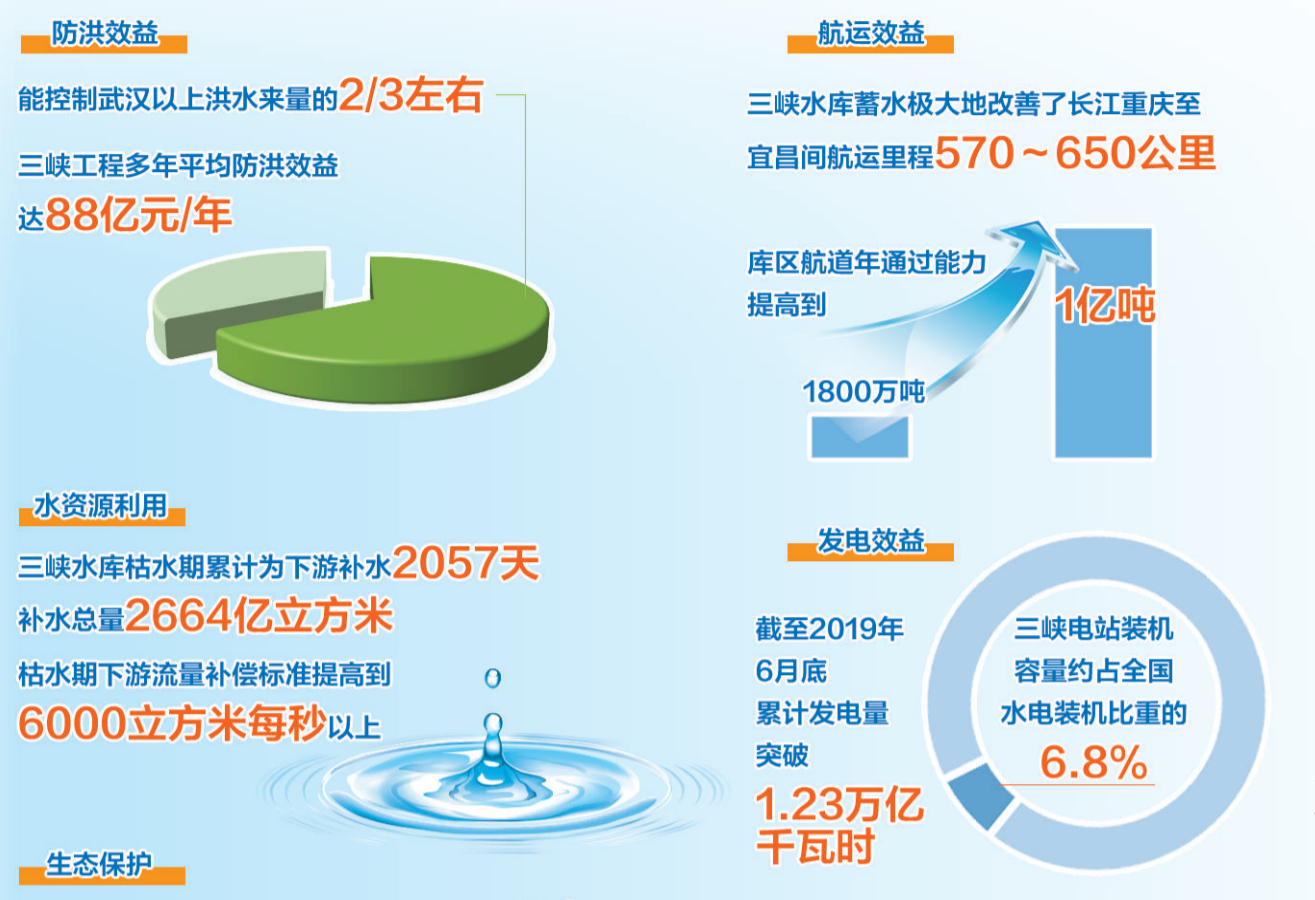 防洪效益
能控制武汉以上洪水来量的2/3左右
三峡工程多年平均防洪效益
达88亿元/年
航运效益
三峡水库蓄水极大地改善了长江重庆至
宜昌间航运里程570～650公里
库区航道年通过能力
提高到
1亿吨
1800万吨
水资源利用
三峡水库枯水期累计为下游补水2057天
补水总量2664亿立方米
枯水期下游流量补偿标准提高到
6000立方米每秒以上
发电效益
截至2019年
6月底
累计发电量
突破
1.23万亿
千瓦时
三峡电站装机
容量约占全国
水电装机比重的
6.8%
生态保护